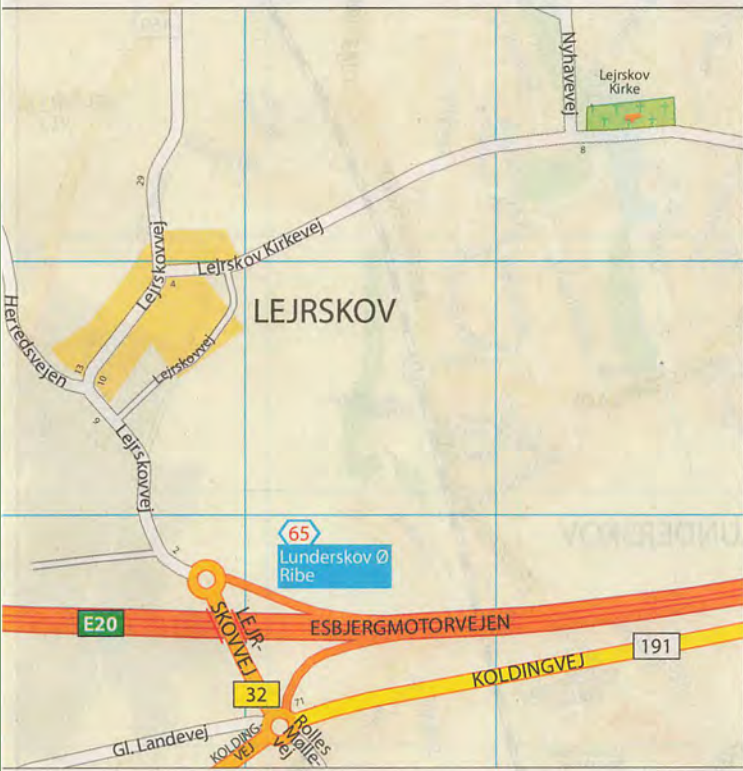 Nyhavevej
Lejrskov
Kirke
8
29
Lejrskovvej
Lejrskov Kirkevej
4
LEJRSKOV
Herredsvejen
13
10
Lejrskovvej
9
Lejrskovvej
2
65
Lunderskov Ø
Ribe
E20
LEJR-
SKOVVEJ
ESBJERGMOTORVEJEN
191
KOLDINGVEJ
32
71
Gl. Landevej
KOLDING-
VEJ
Rolles
Mølle-
vej